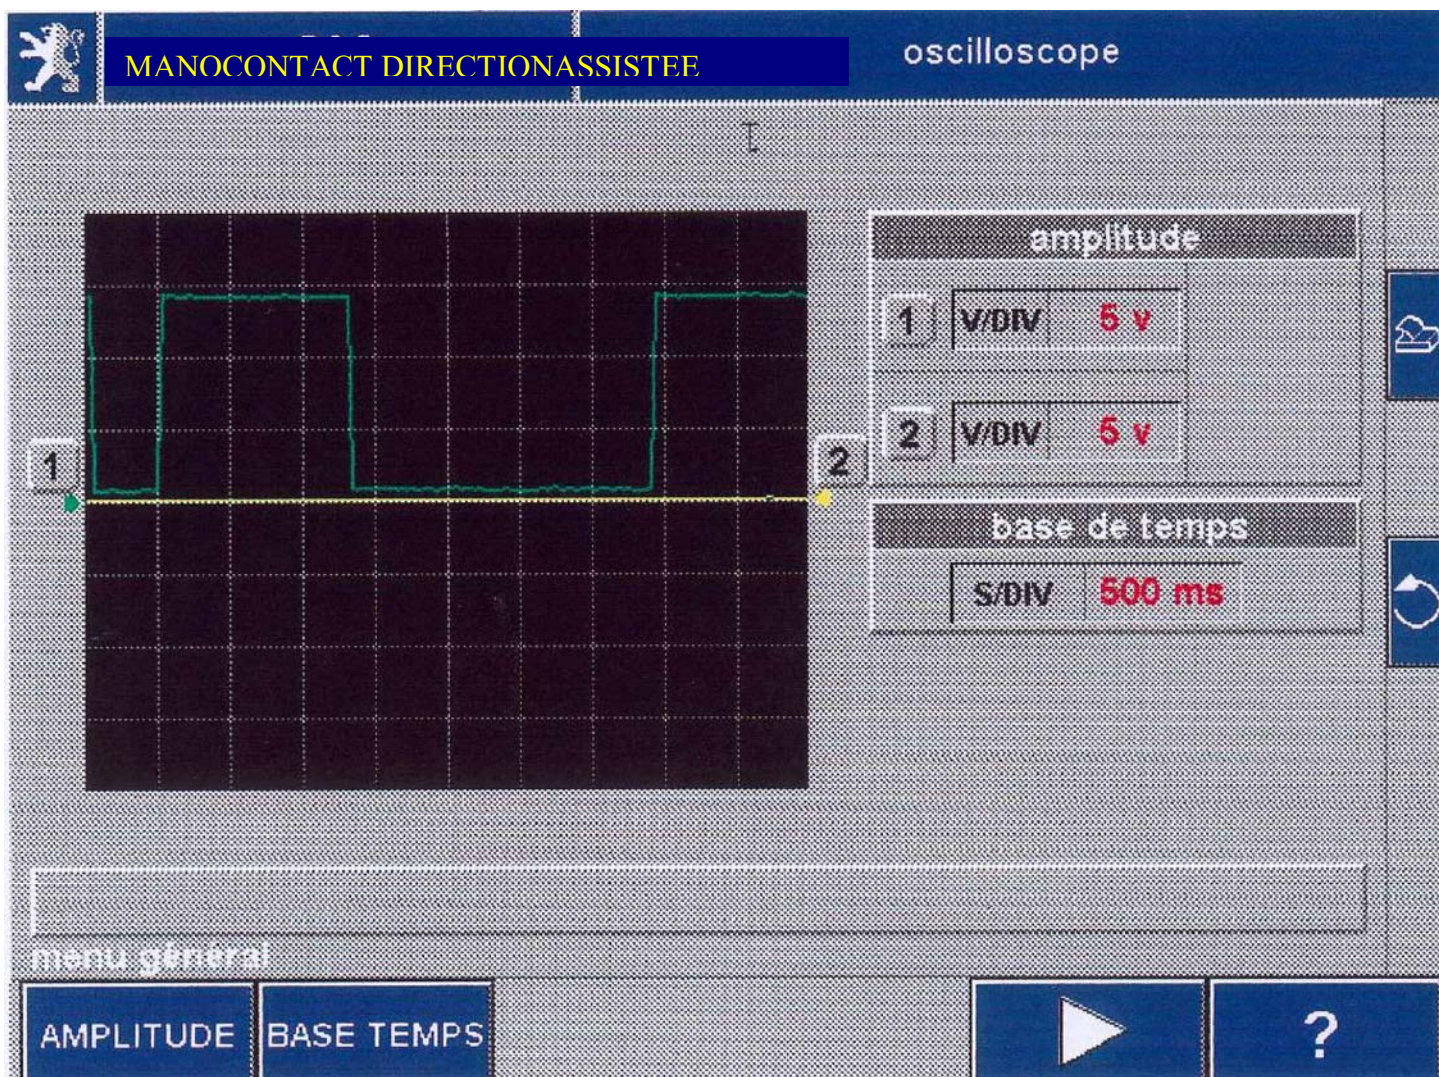 MANOCONTACT DIRECTIONASSISTEE
oscilloscope
amplitude
1 V/DIV 5 v
2 V/DIV 5 v
1
2
base de temps
S/DIV 500 ms
menu général
AMPLITUDE BASE TEMPS ?